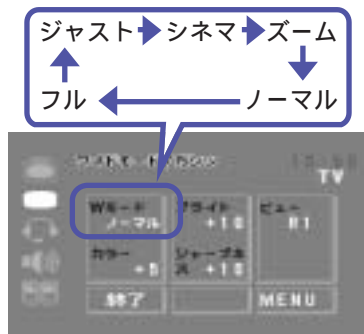 ジャスト シネマ ズーム
フル ノーマル
TV
Wモード ブライト ビュー
ノーマル +10 01
カラー シャープネ
+5 ス +10
終了 MENU